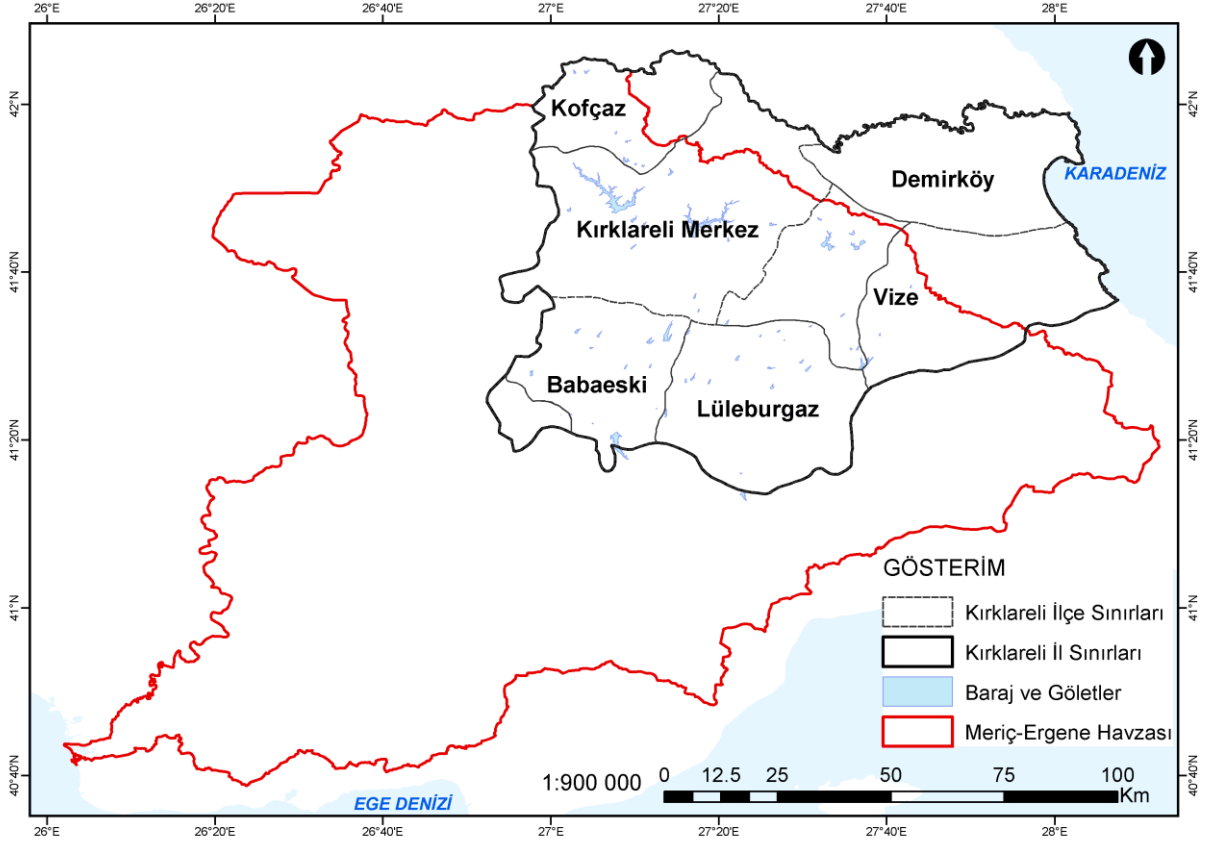 26°E 26°20'E 26°40'E 27°E 27°20'E 27°40'E 28°E
42°N 42°N
Kofçaz
Demirköy
KARADENİZ
Kırklareli Merkez
41°40'N 41°40'N
Vize
Babaeski
Lüleburgaz
41°20'N 41°20'N
GÖSTERİM
41°N 41°N
Kırklareli İlçe Sınırları
Kırklareli İl Sınırları
Baraj ve Göletler
Meriç-Ergene Havzası
40°40'N 40°40'N
1:900 000 0 12.5 25 50 75 100
Km
EGE DENİZİ
26°E 26°20'E 26°40'E 27°E 27°20'E 27°40'E 28°E